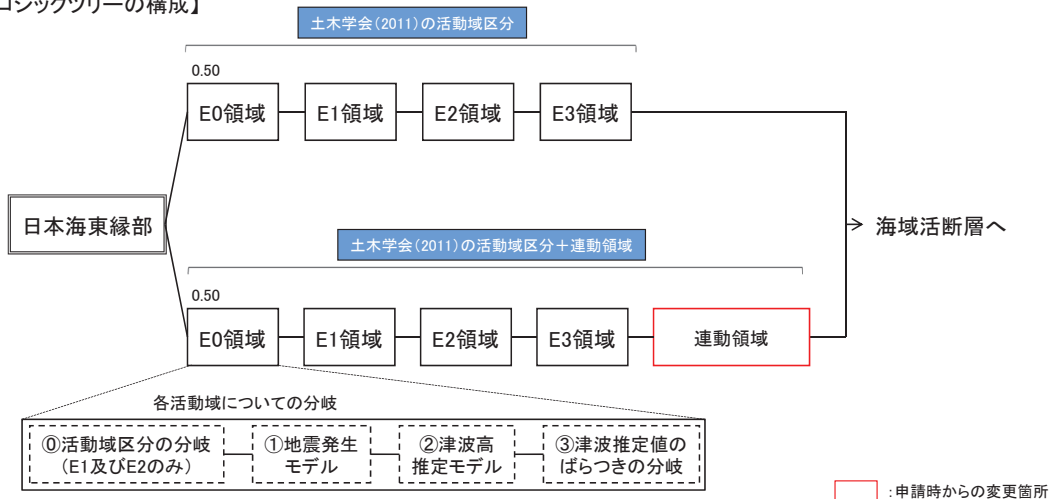 ロジックツリーの構成】
土木学会(2011)の活動域区分
0.50
E0領域
E1領域
E2領域
E3領域
日本海東縁部
海域活断層へ
土木学会(2011)の活動域区分+連動領域
0.50
E0領域
E1領域
E2領域
E3領域
連動領域
各活動域についての分岐
⓪活動域区分の分岐
(E1及びE2のみ)
①地震発生
モデル
②津波高
推定モデル
③津波推定値の
ばらつきの分岐
:申請時からの変更箇所